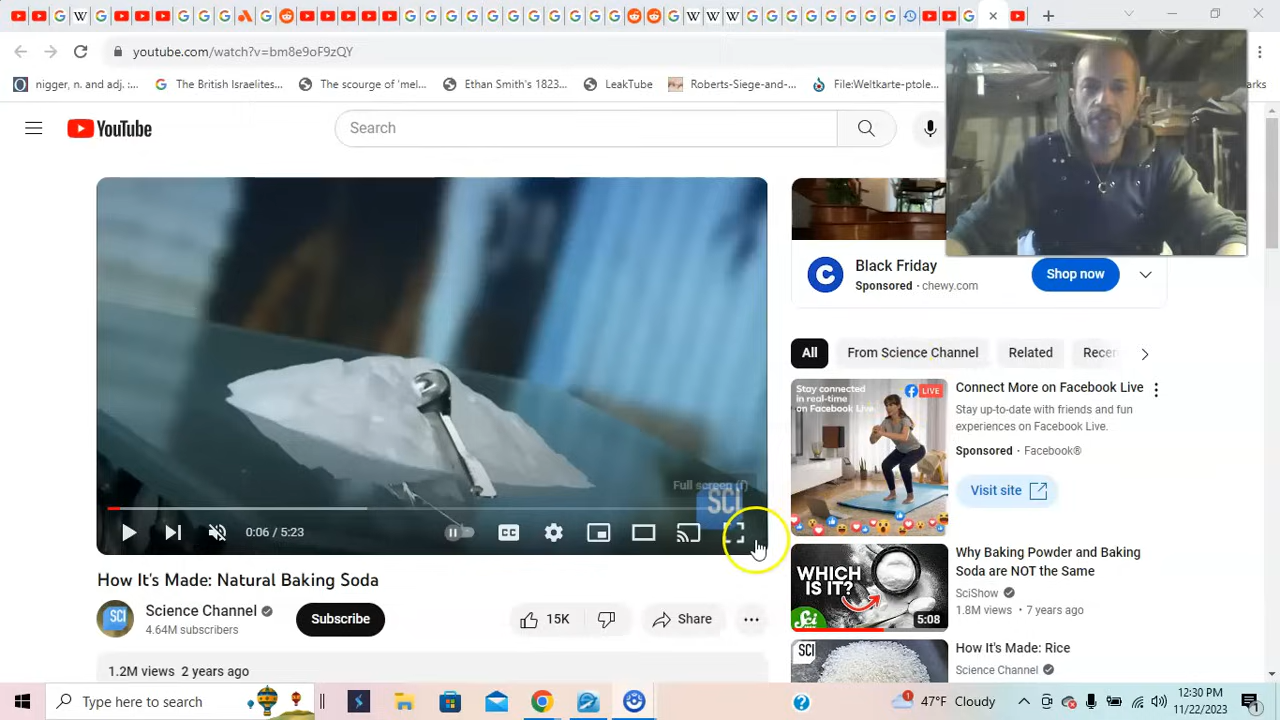 youtube.com/watch?v=bm8e9oF9zQY
nigger, n. and adj. :...
The British Israelites...
The scourge of 'mel...
Ethan Smith's 1823...
LeakTube
Roberts-Siege-and-...
File:Weltkarte-ptole...
arks
YouTube
Search
Black Friday
Sponsored · chewy.com
Shop now
All
From Science Channel
Related
Recen
Stay connected
in real-time
on Facebook Live
LIVE
Connect More on Facebook Live
Stay up-to-date with friends and fun
experiences on Facebook Live.
Sponsored · Facebook®
Visit site
Full screen (f)
SCI
CC
0:06 / 5:23
WHICH
IS IT?
Sci
5:08
Why Baking Powder and Baking
Soda are NOT the Same
SciShow
1.8M views · 7 years ago
How It's Made: Natural Baking Soda
SCI
Science Channel
4.64M subscribers
Subscribe
15K
Share
SCI
How It's Made: Rice
Science Channel
1.2M views 2 years ago
Type here to search
47°F Cloudy
12:30 PM
11/22/2023